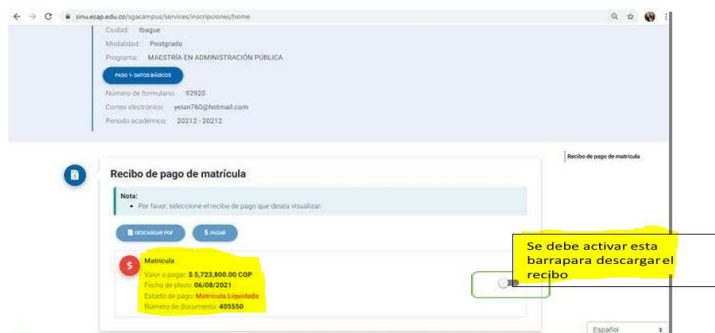 sinu.esap.edu.co/sgacampus/services/inscripciones/home
Ciudad: Ibague
Modalidad: Postgrado
Programa: MAESTRÍA EN ADMINISTRACIÓN PÚBLICA
PASO 1- DATOS BÁSICOS
Número de formulario: 92920
Correo electrónico: yeian760@hotmail.com
Periodo académico: 20212 - 20212
Recibo de pago de matrícula
Recibo de pago de matrícula
Nota:
• Por favor, seleccione el recibo de pago que desea visualizar.
DESCARGAR PDF
$ PAGAR
$
Matricula
Valor a pagar: $ 5,723,800.00 COP
Fecha de plazo: 06/08/2021
Estado de pago: Matrícula Liquidada
Número de documento: 405550
Se debe activar esta
barrapara descargarel
recibo
Español